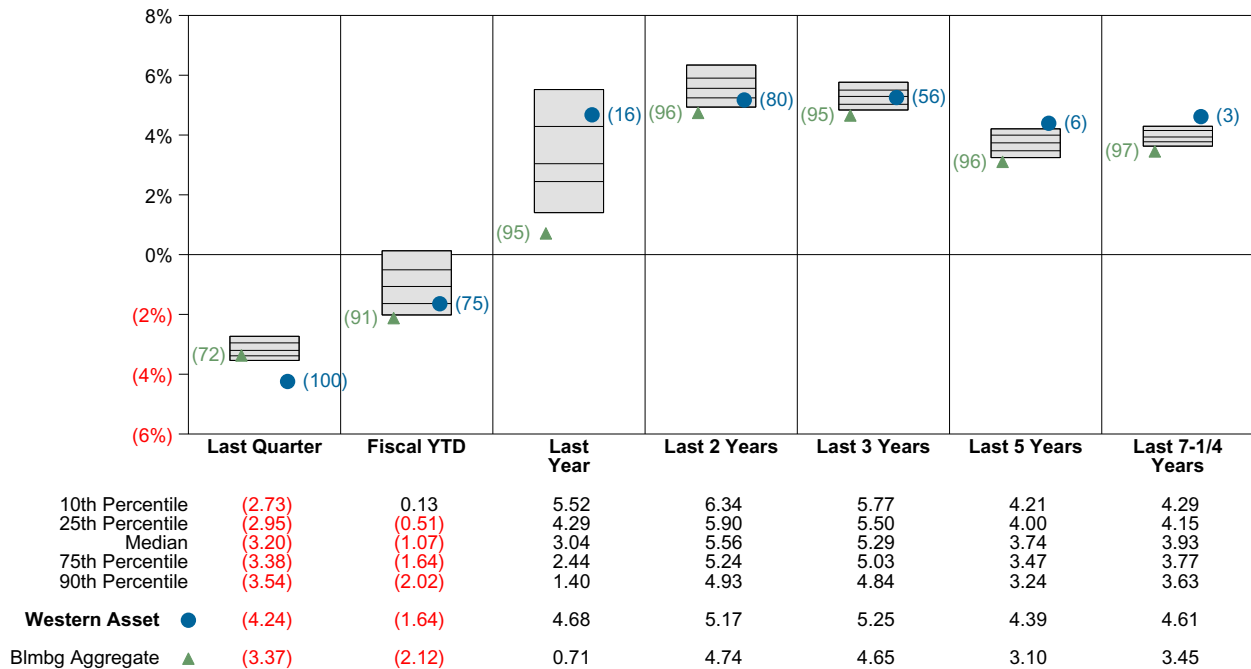 8%
6%
4%
2%
0%
(2%)
(4%)
(6%)
(72)
(100)
(91)
(75)
(95)
(16)
(96)
(80)
(95)
(56)
(96)
(6)
(97)
(3)
Last Quarter Fiscal YTD Last Year Last 2 Years Last 3 Years Last 5 Years Last 7-1/4 Years
10th Percentile (2.73) 0.13 5.52 6.34 5.77 4.21 4.29
25th Percentile (2.95) (0.51) 4.29 5.90 5.50 4.00 4.15
Median (3.20) (1.07) 3.04 5.56 5.29 3.74 3.93
75th Percentile (3.38) (1.64) 2.44 5.24 5.03 3.47 3.77
90th Percentile (3.54) (2.02) 1.40 4.93 4.84 3.24 3.63
Western Asset (4.24) (1.64) 4.68 5.17 5.25 4.39 4.61
Blmbg Aggregate (3.37) (2.12) 0.71 4.74 4.65 3.10 3.45